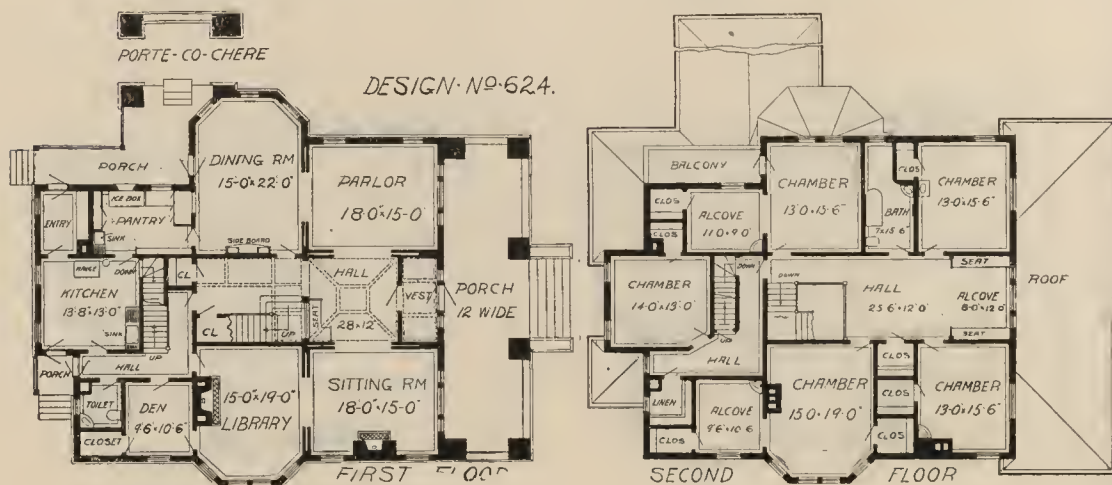 PORTE-CO-CHERE
DESIGN·Nº·624.
PORCH
DINING RM
15-0"x22'0"
PARLOR
18'0"x15-0"
ICE BOX
PANTRY
ENTRY
SINK
SIDE BOARD
RANGE
DOWN
CL
HALL
VEST
KITCHEN
13'8"x13'0"
SINK
CL
UP
SEAT
28x12
PORCH
12 WIDE
PORCH
HALL
UP
TOILET
DEN
9'6"x10'6"
CLOSET
15-0"x19-0"
LIBRARY
SITTING RM
18'0"x15-0"
FIRST FLOOR
BALCONY
CLOS
ALCOVE
11'0"x9'0"
CLOS
CHAMBER
13'0"x15'6"
BATH
7'x15'6"
CLOS
CHAMBER
13-0"x15'6"
CHAMBER
14-0"x13'0"
DOWN
DOWN
SEAT
HALL
25'6"x12'0"
ALCOVE
8-0"x12'0"
SEAT
ROOF
UP
HALL
CLOS
LINEN
ALCOVE
9'6"x10'6
CLOS
CHAMBER
15'0"x19'0"
CLOS
CLOS
CHAMBER
13-0"x15'6"
SECOND FLOOR